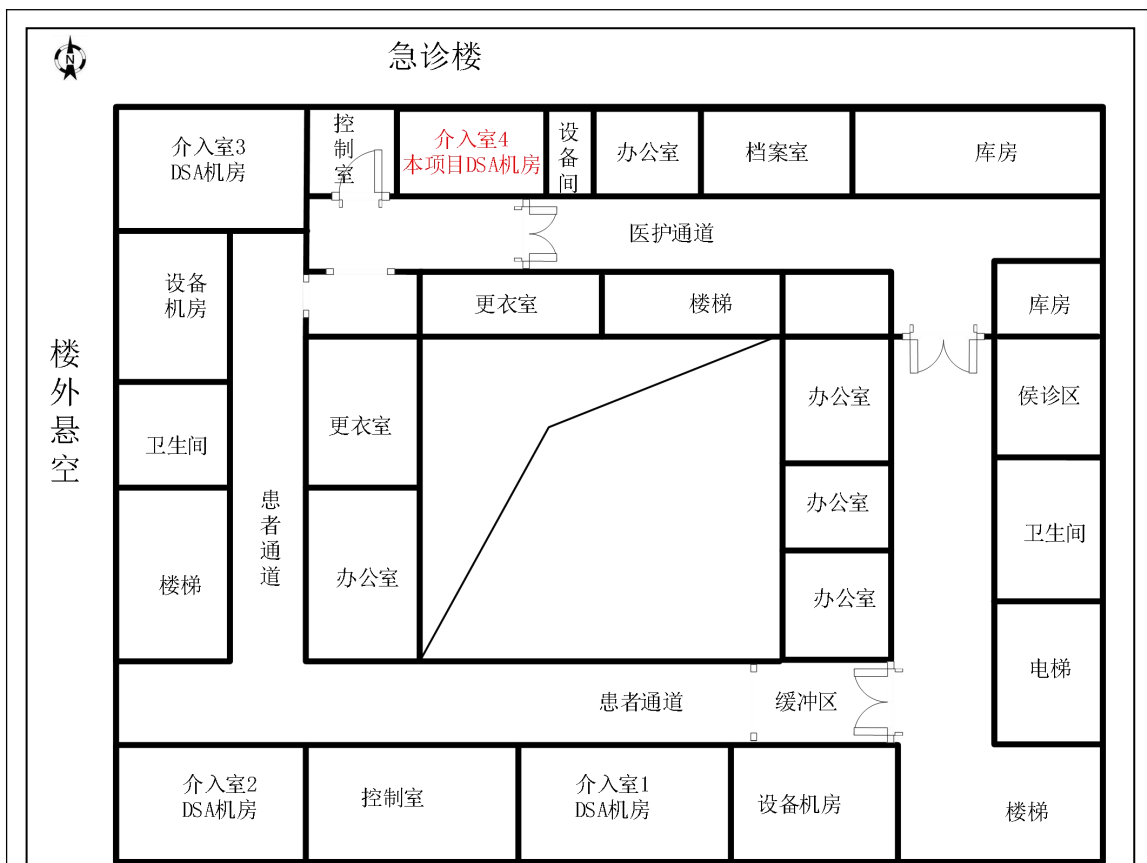 急诊楼
N
介入室3
DSA机房
控制室
介入室4
本项目DSA机房
设备间
办公室
档案室
库房
医护通道
设备
机房
更衣室
楼梯
库房
楼外悬空
卫生间
更衣室
办公室
侯诊区
办公室
卫生间
患者通道
楼梯
办公室
办公室
电梯
患者通道
缓冲区
介入室2
DSA机房
控制室
介入室1
DSA机房
设备机房
楼梯